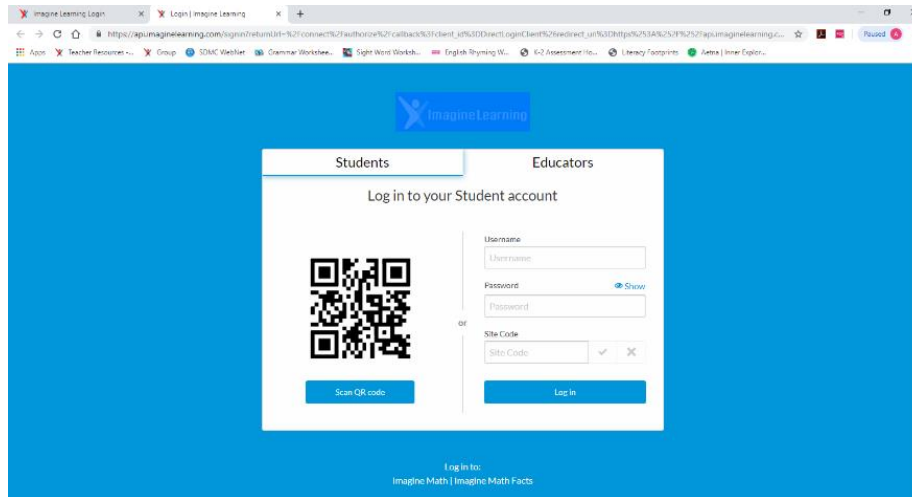 Imagine Learning Login
Login | Imagine Learning
Paused
Apps Teacher Resources -... Group SDMC WebNet Grammar Workshee... Sight Word Worksh... English Rhyming W... K-2 Assessment Ho... Literacy Footprints Aetna | Inner Explor...
ImagineLearning
Students Educators
Log in to your Student account
Username
Username
Password Show
Password
or
Site Code
Site Code
Scan QR code Log in
Log in to:
Imagine Math | Imagine Math Facts